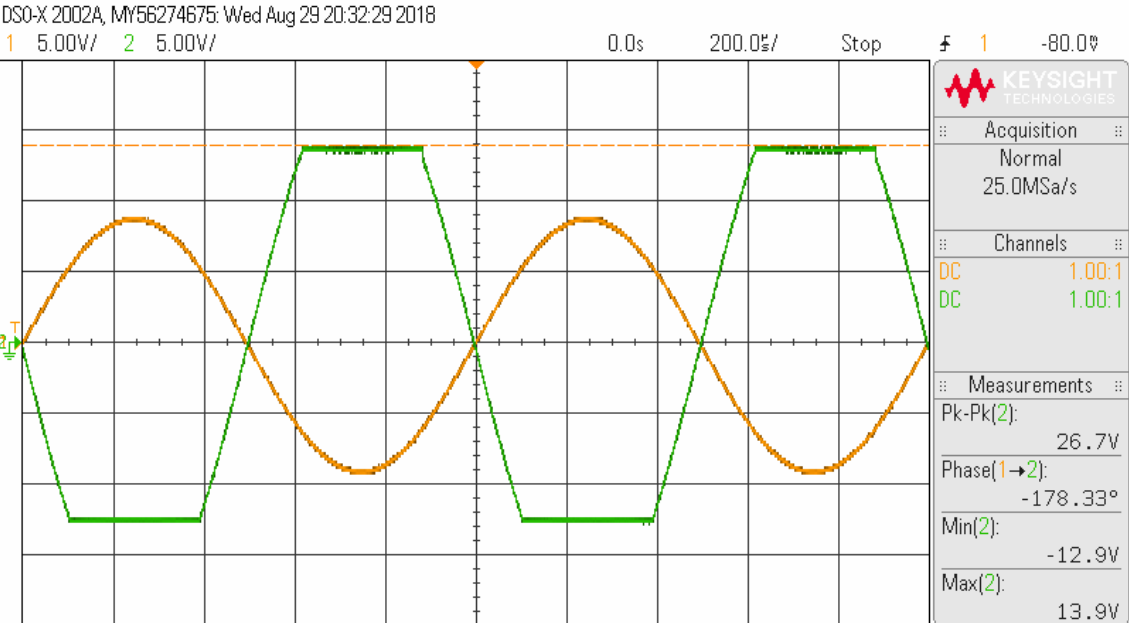 DSO-X 2002A, MY56274675: Wed Aug 29 20:32:29 2018
1 5.00V/ 2 5.00V/ 0.0s 200.0µs/ Stop 1 -80.0mV
KEYSIGHT
TECHNOLOGIES
Acquisition
Normal
25.0MSa/s
Channels
DC 1.00:1
DC 1.00:1
T
2
Measurements
Pk-Pk(2):
26.7V
Phase(1→2):
-178.33°
Min(2):
-12.9V
Max(2):
13.9V